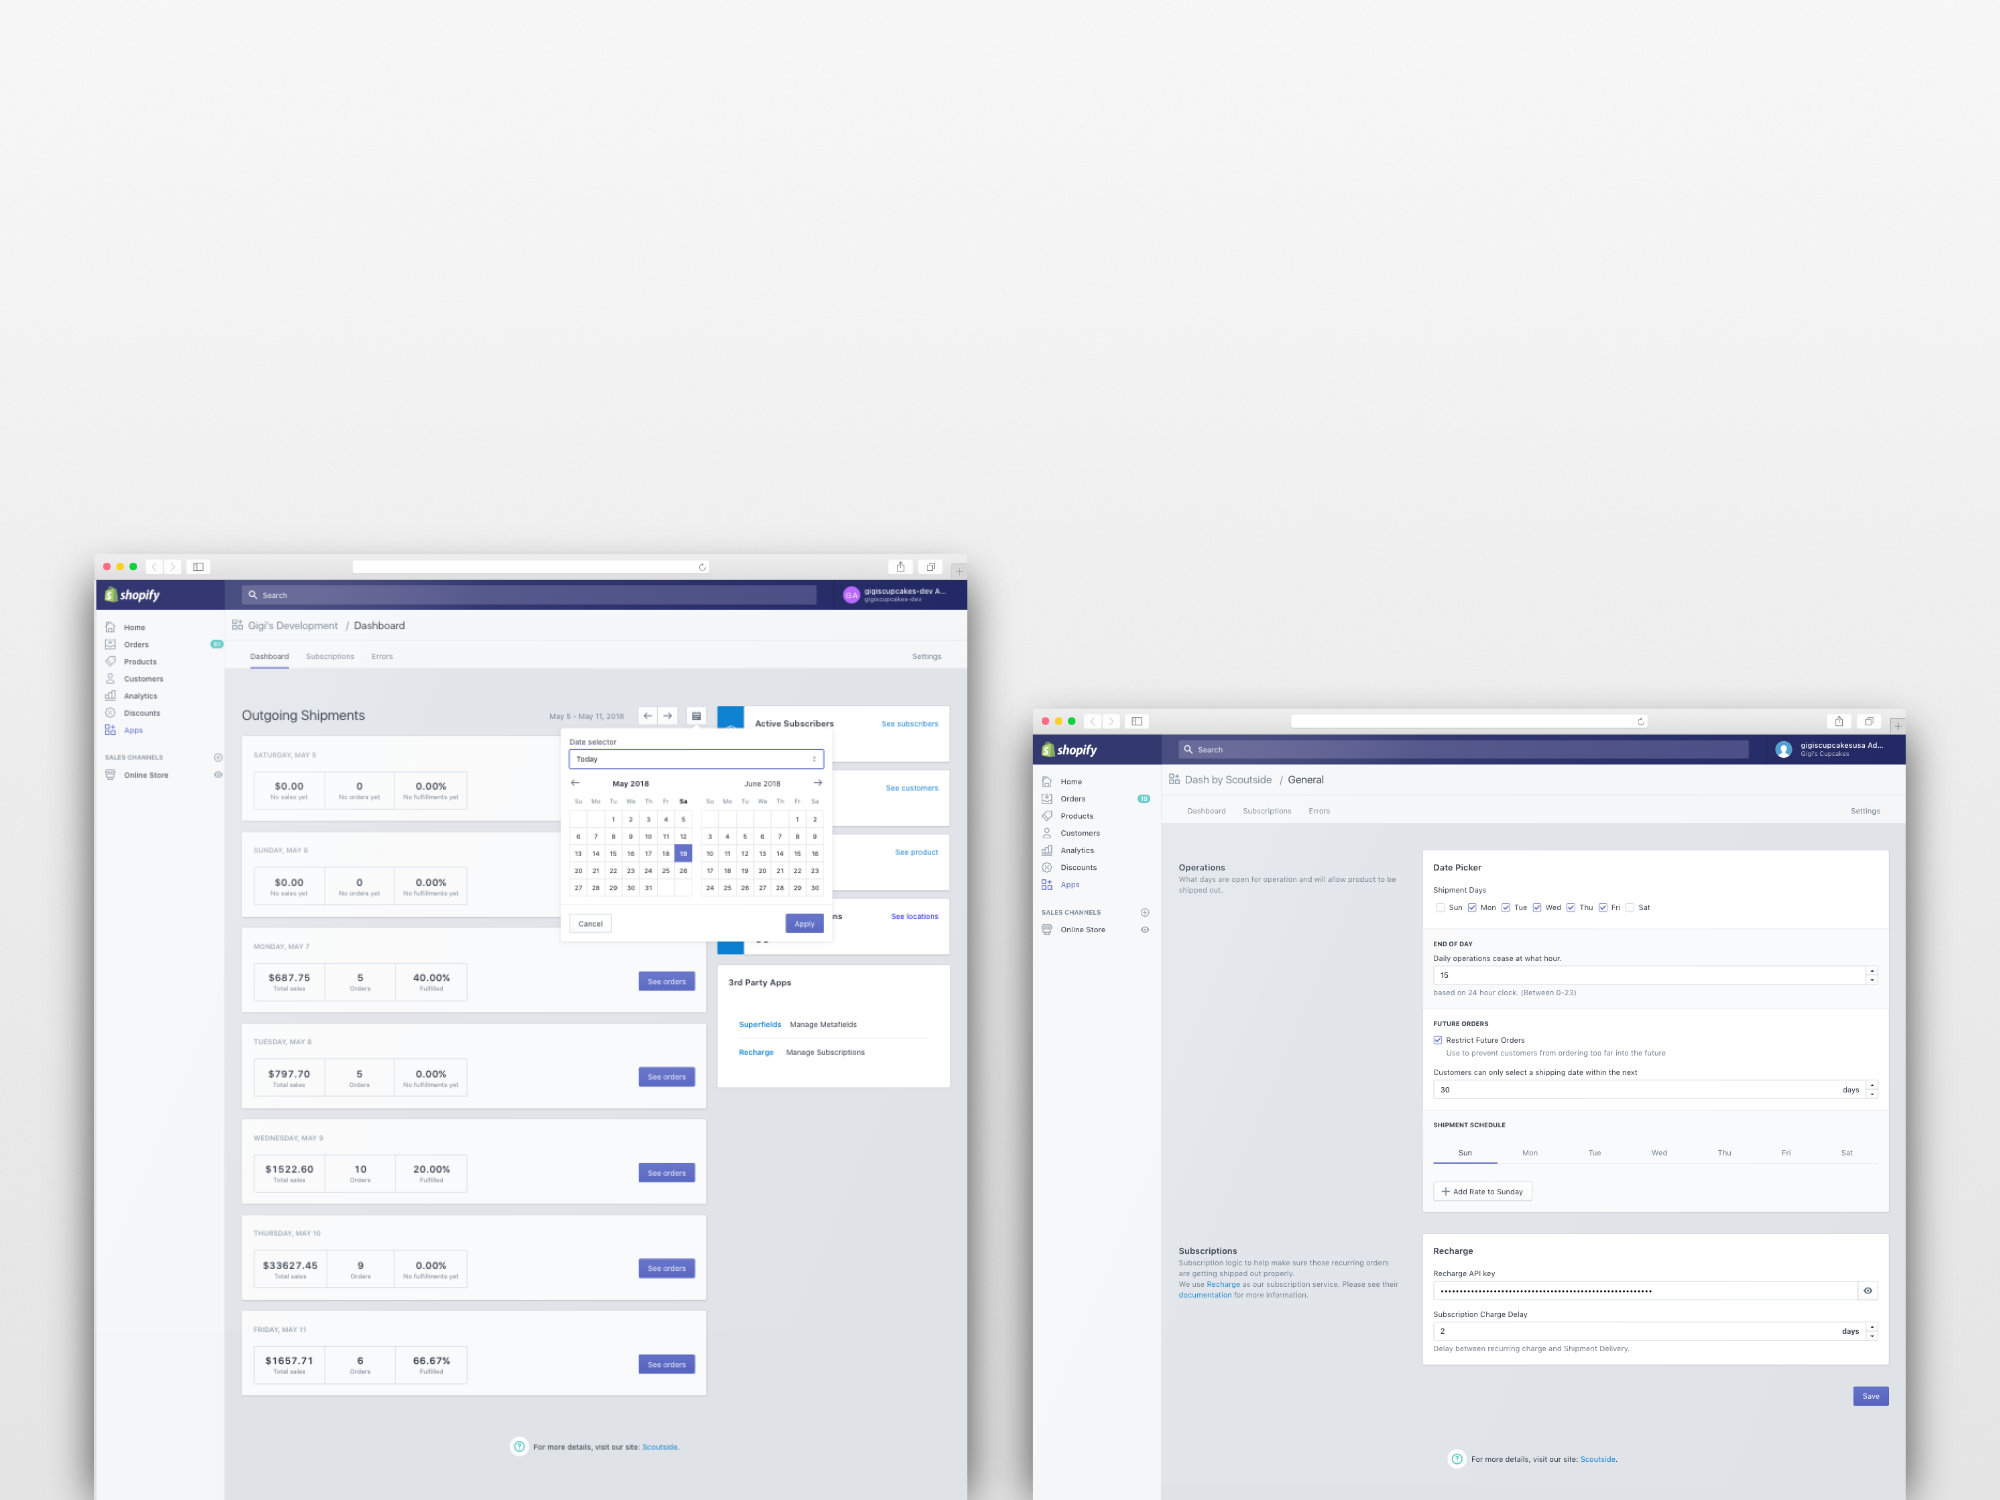 shopify
Search
GA
gigiscupcakes-dev A...
gigiscupcakes-dev
Home
Orders
61
Products
Customers
Analytics
Discounts
Apps
SALES CHANNELS
Online Store
Gigi's Development / Dashboard
Dashboard Subscriptions Errors Settings
Outgoing Shipments
May 5 - May 11, 2018
SATURDAY, MAY 5
$0.00 0 0.00%
No sales yet No orders yet No fulfillments yet
SUNDAY, MAY 6
$0.00 0 0.00%
No sales yet No orders yet No fulfillments yet
MONDAY, MAY 7
$687.75 5 40.00%
Total sales Orders Fulfilled
See orders
TUESDAY, MAY 8
$797.70 5 0.00%
Total sales Orders No fulfillments yet
See orders
WEDNESDAY, MAY 9
$1522.60 10 20.00%
Total sales Orders Fulfilled
See orders
THURSDAY, MAY 10
$33627.45 9 0.00%
Total sales Orders No fulfillments yet
See orders
FRIDAY, MAY 11
$1657.71 6 66.67%
Total sales Orders Fulfilled
See orders
Date selector
Today
May 2018
Su Mo Tu We Th Fr Sa
1 2 3 4 5
6 7 8 9 10 11 12
13 14 15 16 17 18 19
20 21 22 23 24 25 26
27 28 29 30 31
June 2018
Su Mo Tu We Th Fr Sa
1 2
3 4 5 6 7 8 9
10 11 12 13 14 15 16
17 18 19 20 21 22 23
24 25 26 27 28 29 30
Cancel Apply
Active Subscribers See subscribers
See customers
See product
ns See locations
3rd Party Apps
Superfields Manage Metafields
Recharge Manage Subscriptions
For more details, visit our site: Scoutside.
shopify
Search
gigiscupcakesusa Ad...
Gigi's Cupcakes
Home
Orders
19
Products
Customers
Analytics
Discounts
Apps
SALES CHANNELS
Online Store
Dash by Scoutside / General
Dashboard Subscriptions Errors Settings
Operations
What days are open for operation and will allow product to be
shipped out.
Date Picker
Shipment Days
Sun Mon Tue Wed Thu Fri Sat
END OF DAY
Daily operations cease at what hour.
15
based on 24 hour clock. (Between 0-23)
FUTURE ORDERS
Restrict Future Orders
Use to prevent customers from ordering too far into the future
Customers can only select a shipping date within the next
30 days
SHIPMENT SCHEDULE
Sun Mon Tue Wed Thu Fri Sat
Add Rate to Sunday
Subscriptions
Subscription logic to help make sure those recurring orders
are getting shipped out properly.
We use Recharge as our subscription service. Please see their
documentation for more information.
Recharge
Recharge API key
Subscription Charge Delay
2 days
Delay between recurring charge and Shipment Delivery.
Save
For more details, visit our site: Scoutside.